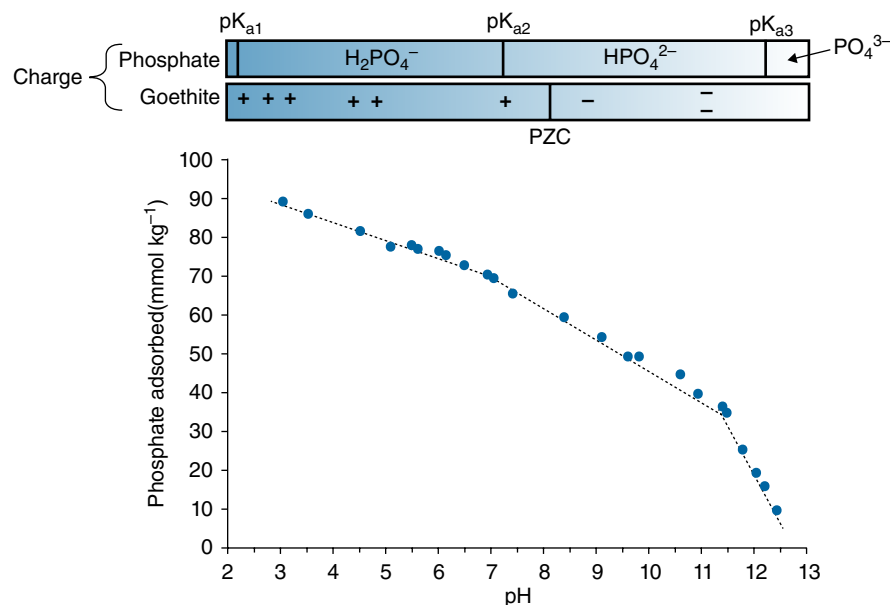 pKa1 pKa2 pKa3
Phosphate H₂PO₄⁻ HPO₄²⁻ PO₄³⁻
Charge
Goethite + + + + + + − − −
PZC
100
90
80
70
60
50
40
30
20
10
0
Phosphate adsorbed(mmol kg⁻¹)
2 3 4 5 6 7 8 9 10 11 12 13
pH